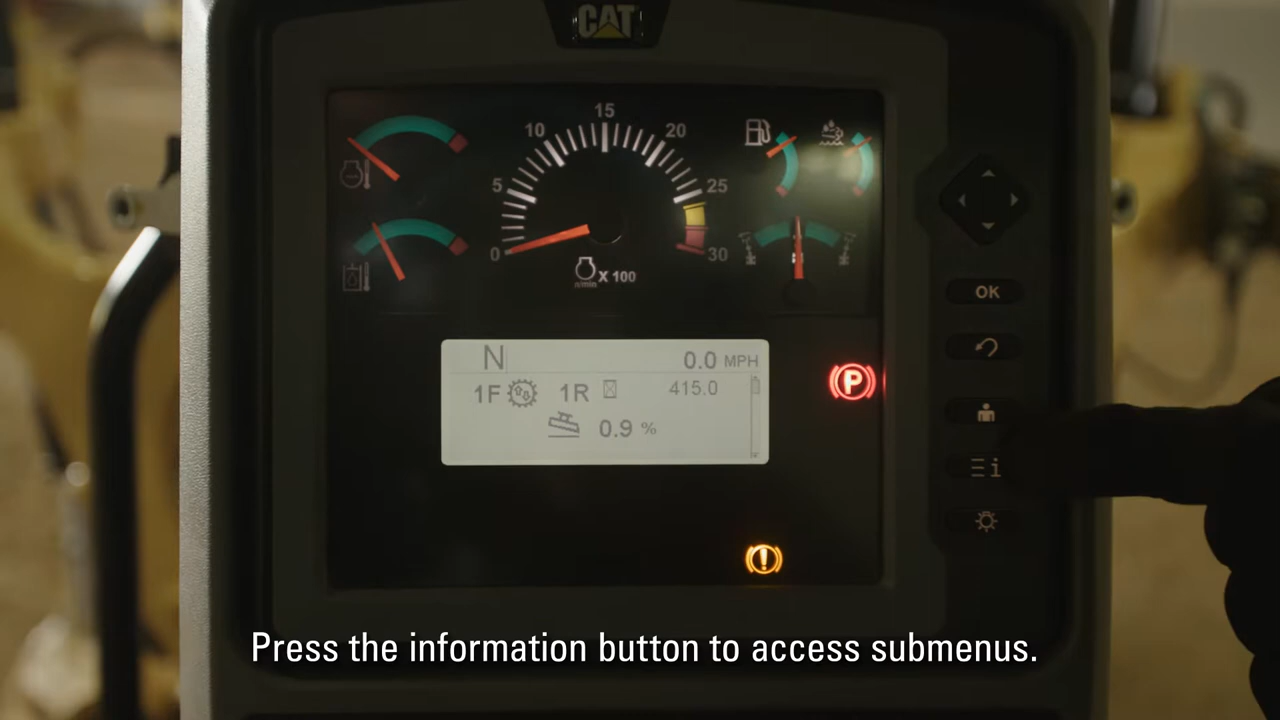 CAT
15
10
20
5
25
0
30
n/min
X 100
N
0.0 MPH
1F
1R
415.0
0.9 %
P
!
OK
i
Press the information button to access submenus.